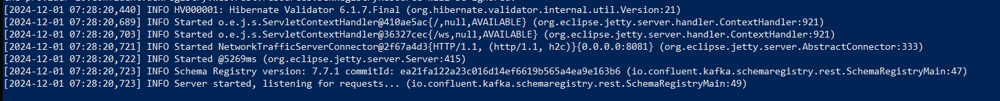 [2024-12-01 07:28:20,440] INFO HV000001: Hibernate Validator 6.1.7.Final (org.hibernate.validator.internal.util.Version:21)
[2024-12-01 07:28:20,689] INFO Started o.e.j.s.ServletContextHandler@410ae5ac{/,null,AVAILABLE} (org.eclipse.jetty.server.handler.ContextHandler:921)
[2024-12-01 07:28:20,703] INFO Started o.e.j.s.ServletContextHandler@36327cec{/ws,null,AVAILABLE} (org.eclipse.jetty.server.handler.ContextHandler:921)
[2024-12-01 07:28:20,721] INFO Started NetworkTrafficServerConnector@2f67a4d3{HTTP/1.1, (http/1.1, h2c)}{0.0.0.0:8081} (org.eclipse.jetty.server.AbstractConnector:333)
[2024-12-01 07:28:20,722] INFO Started @5269ms (org.eclipse.jetty.server.Server:415)
[2024-12-01 07:28:20,723] INFO Schema Registry version: 7.7.1 commitId: ea21fa122a23c016d14ef6619b565a4ea9e163b6 (io.confluent.kafka.schemaregistry.rest.SchemaRegistryMain:47)
[2024-12-01 07:28:20,723] INFO Server started, listening for requests... (io.confluent.kafka.schemaregistry.rest.SchemaRegistryMain:49)